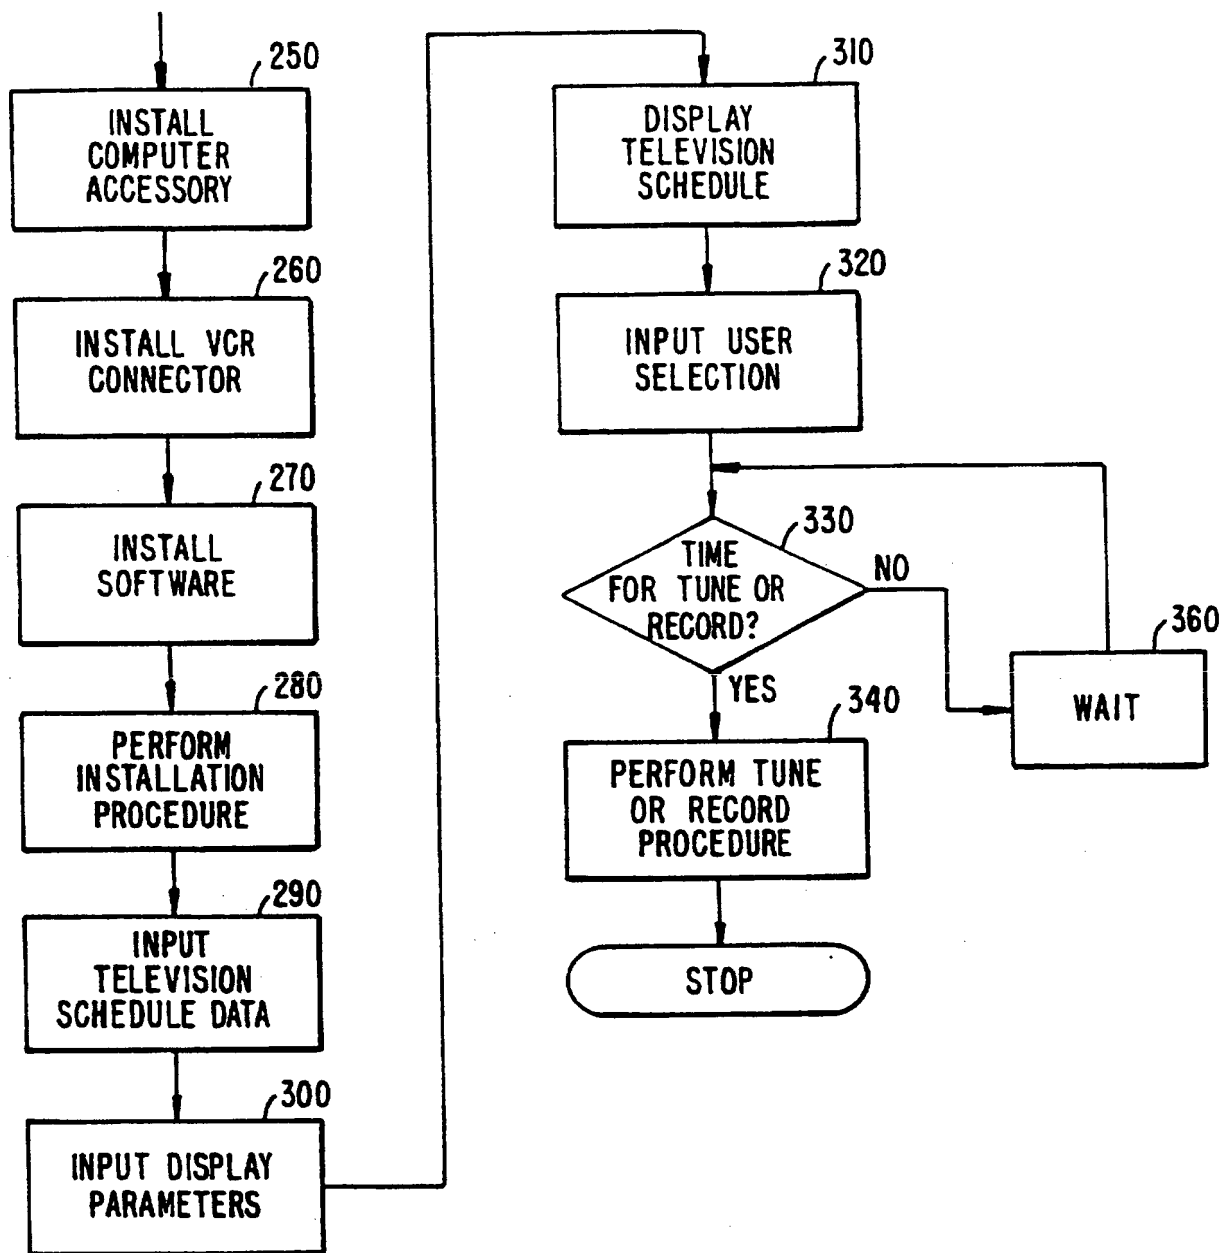 250
INSTALL
COMPUTER
ACCESSORY
260
INSTALL VCR
CONNECTOR
270
INSTALL
SOFTWARE
280
PERFORM
INSTALLATION
PROCEDURE
290
INPUT
TELEVISION
SCHEDULE DATA
300
INPUT DISPLAY
PARAMETERS
310
DISPLAY
TELEVISION
SCHEDULE
320
INPUT USER
SELECTION
330
TIME
FOR TUNE OR
RECORD?
NO
YES
360
WAIT
340
PERFORM TUNE
OR RECORD
PROCEDURE
STOP